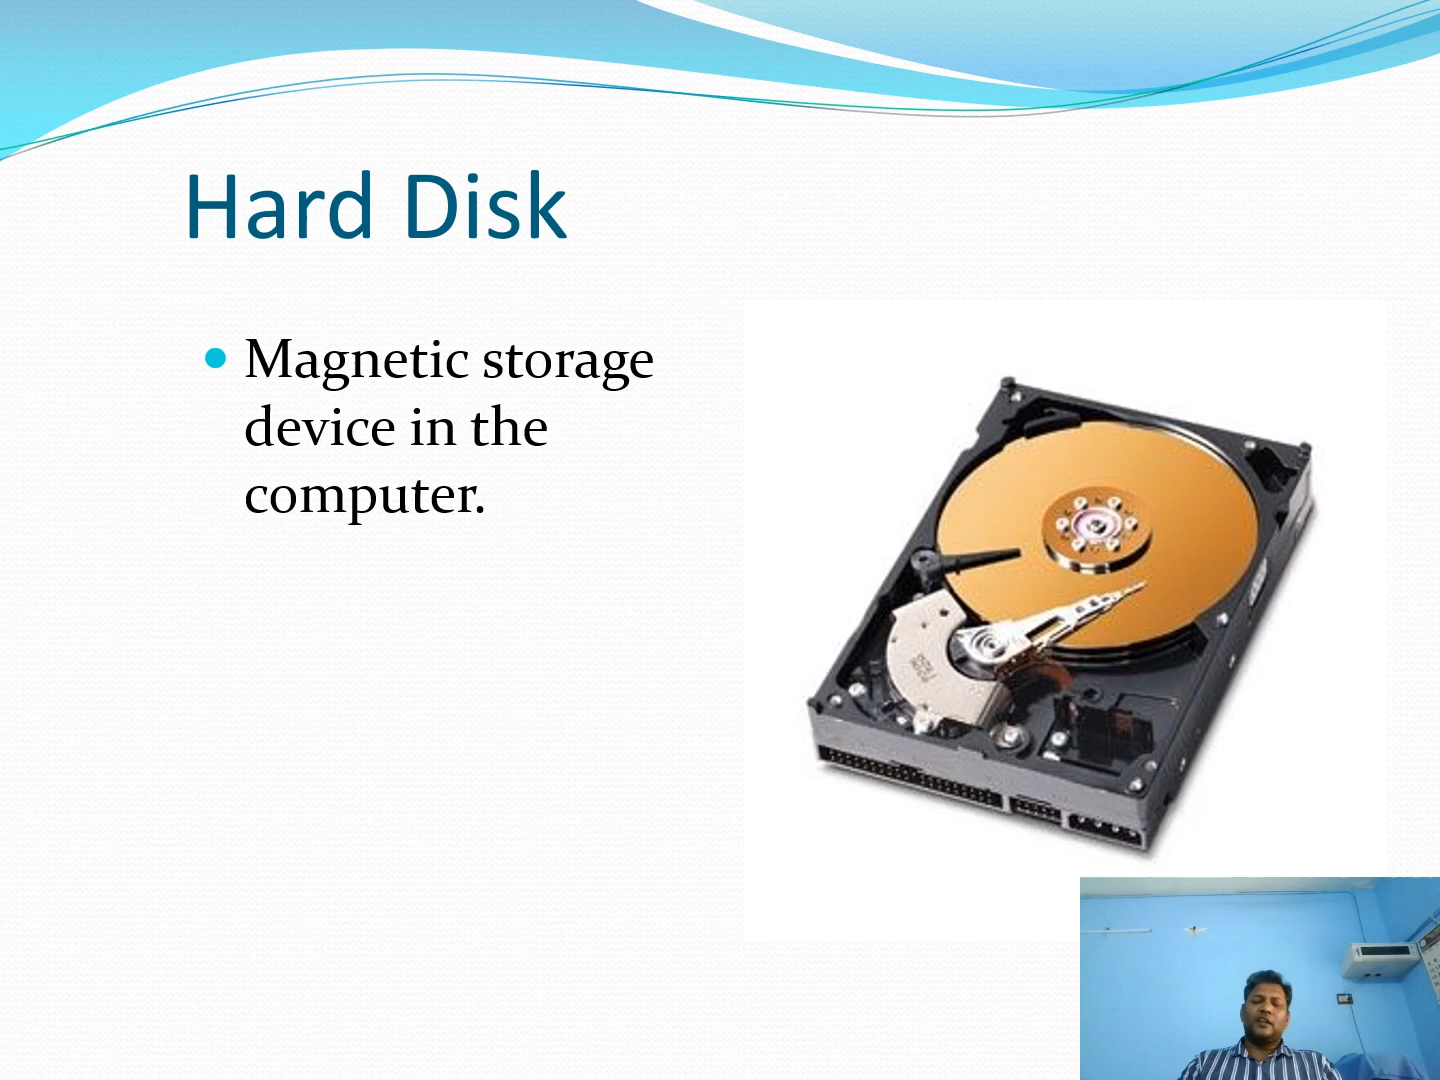 Hard Disk
Magnetic storage
device in the
computer.